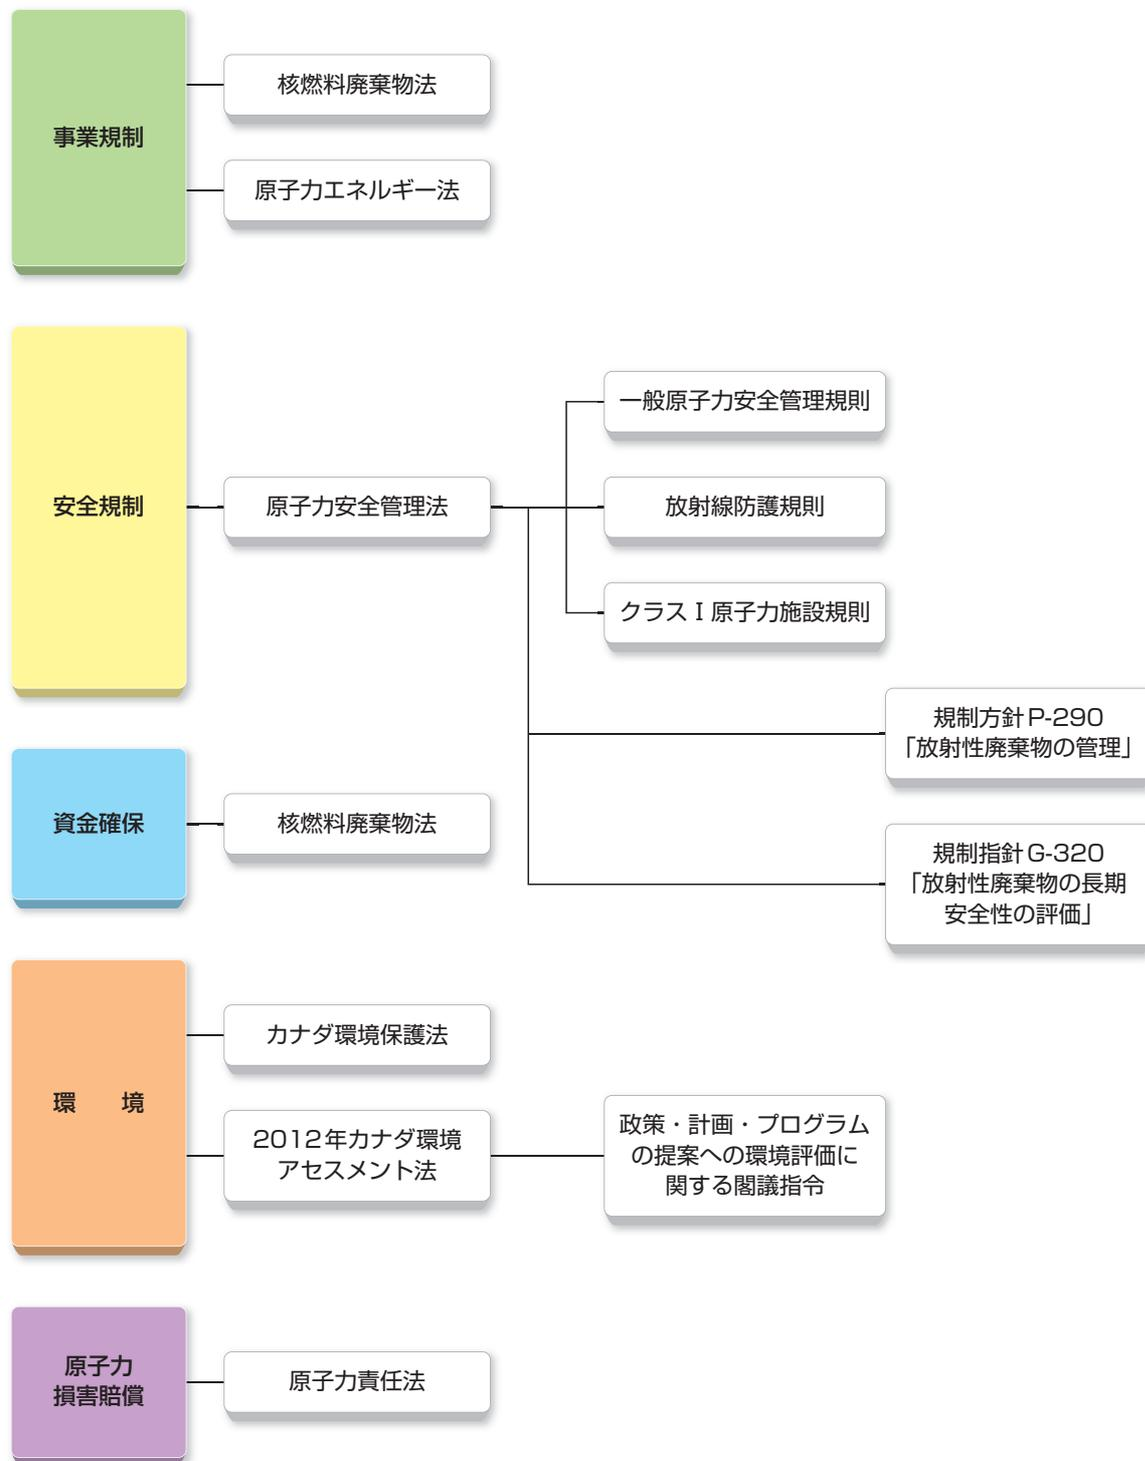 事業規制
核燃料廃棄物法
原子力エネルギー法
安全規制
原子力安全管理法
一般原子力安全管理規則
放射線防護規則
クラスⅠ原子力施設規則
規制方針P-290
「放射性廃棄物の管理」
規制指針G-320
「放射性廃棄物の長期
安全性の評価」
資金確保
核燃料廃棄物法
環　　境
カナダ環境保護法
2012年カナダ環境
アセスメント法
政策・計画・プログラム
の提案への環境評価に
関する閣議指令
原子力
損害賠償
原子力責任法